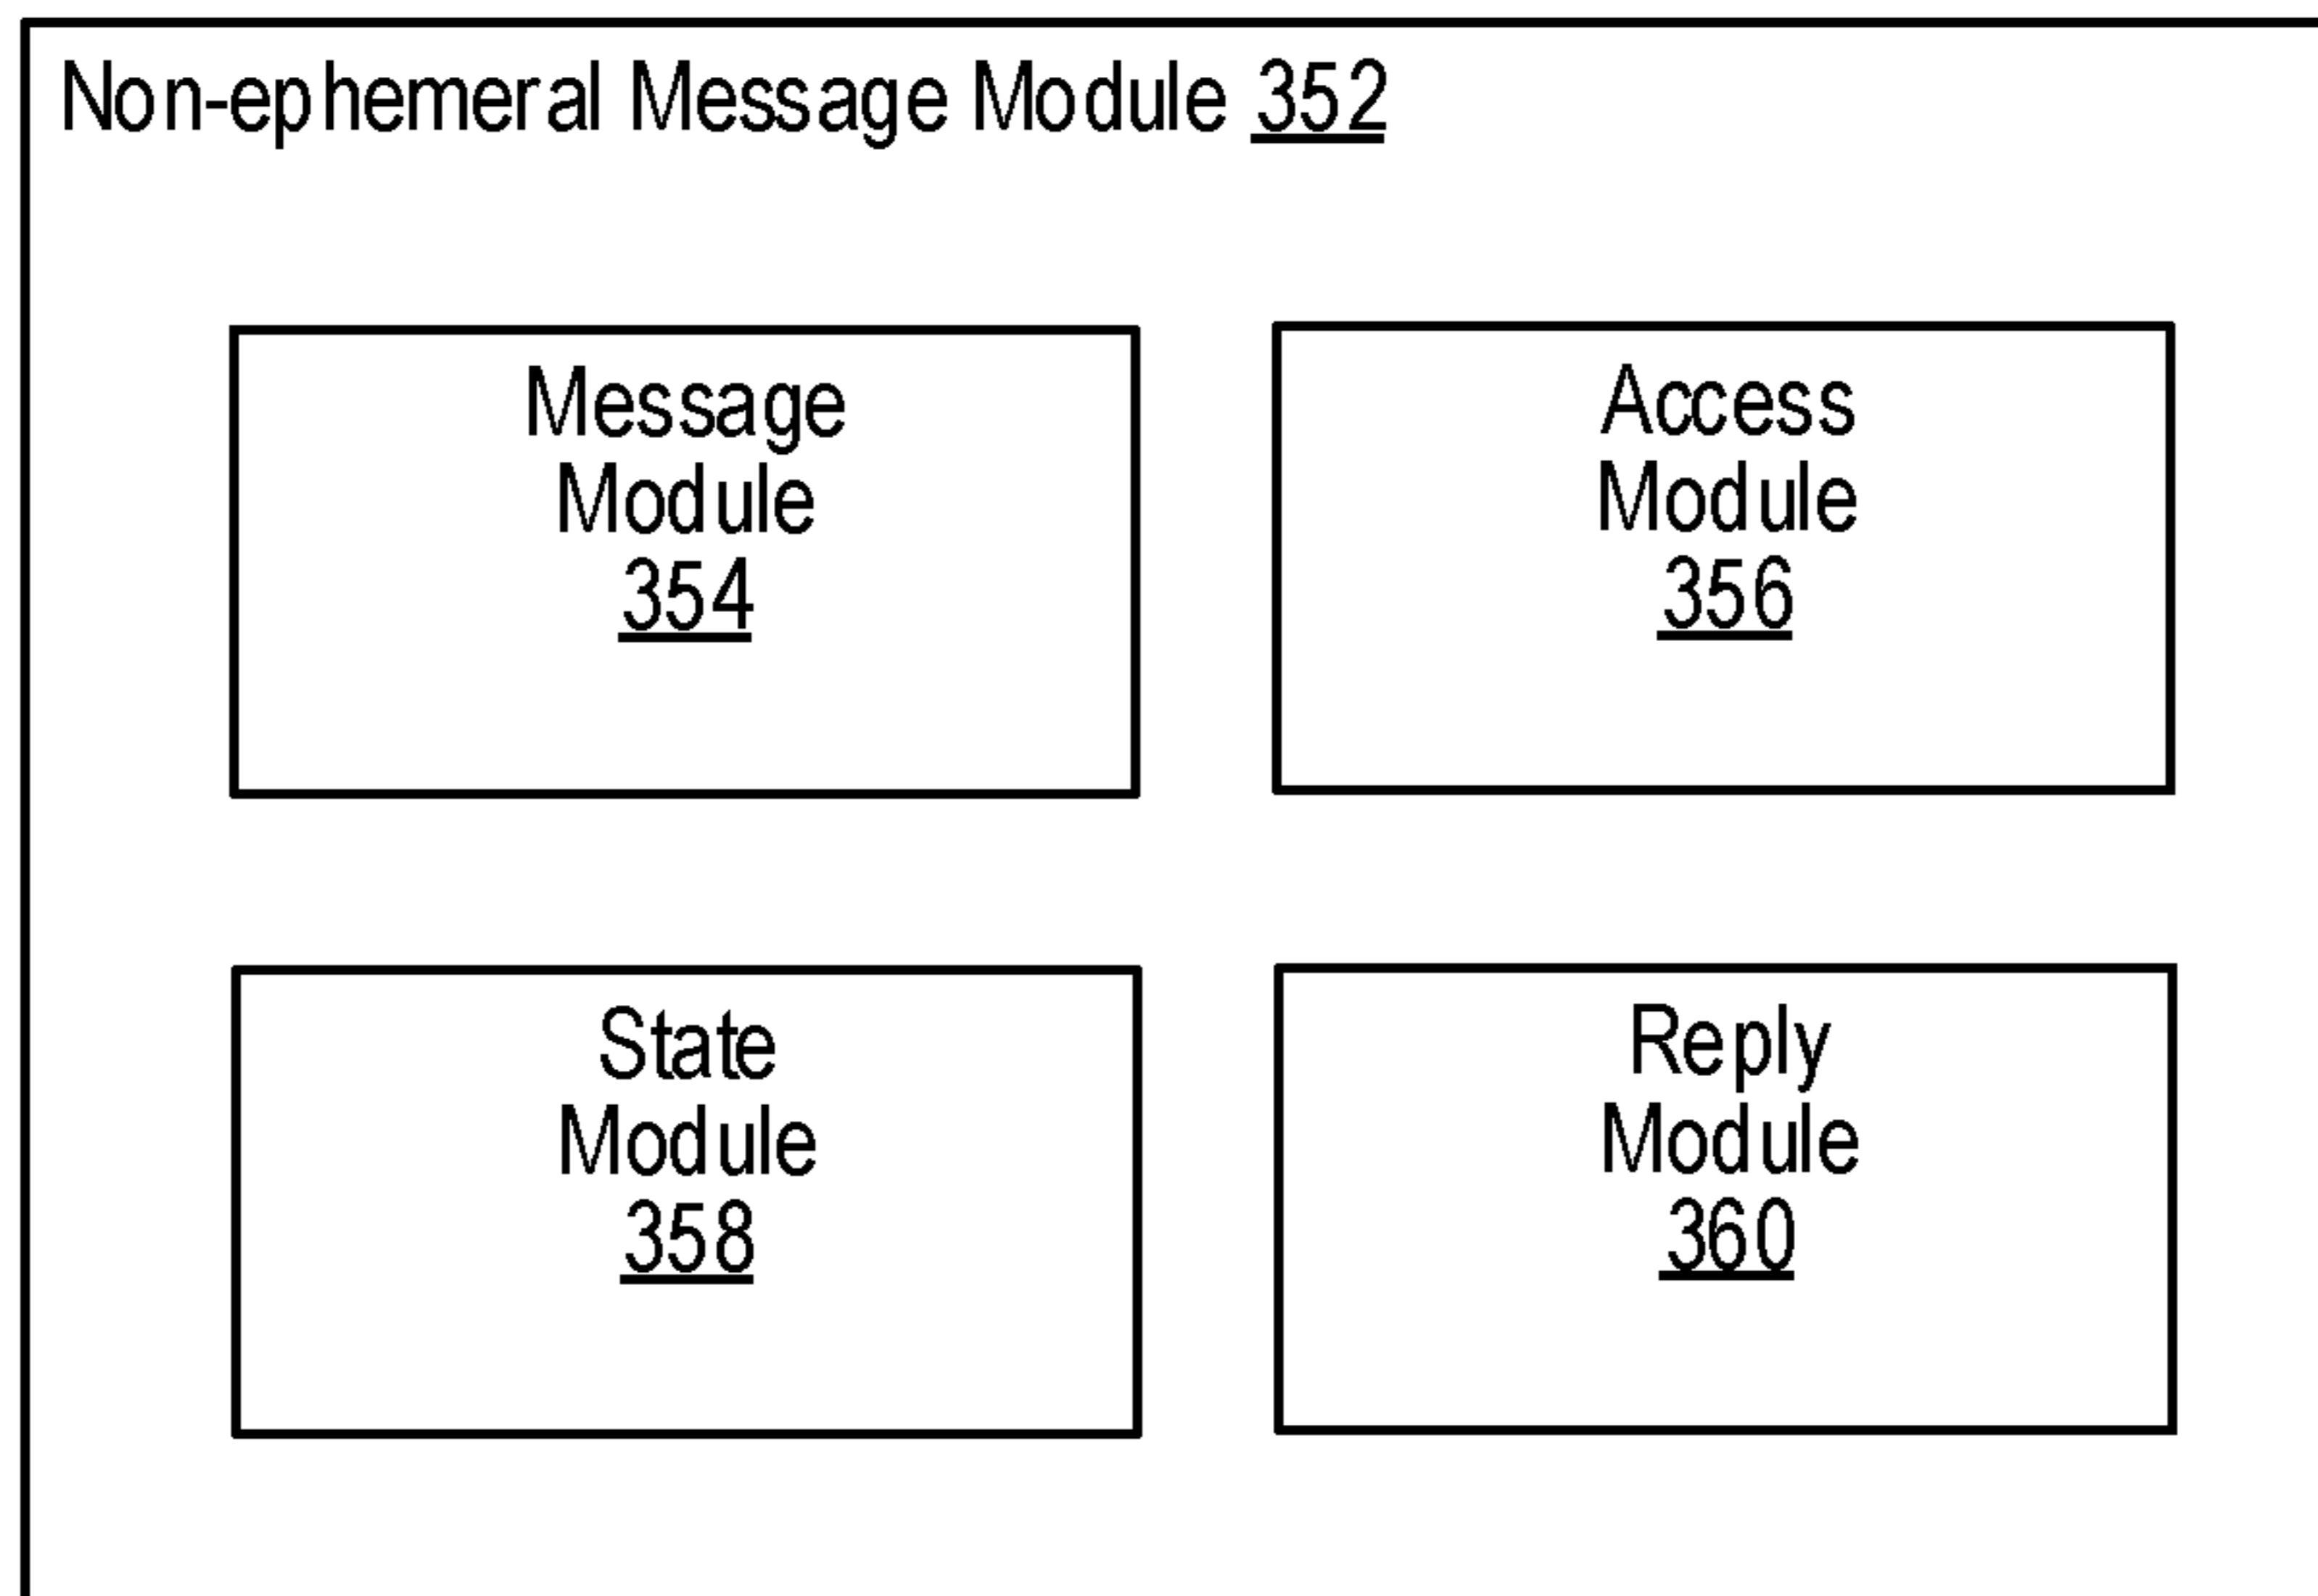 Non-ephemeral Message Module 352
Message
Module
354
Access
Module
356
State
Module
358
Reply
Module
360